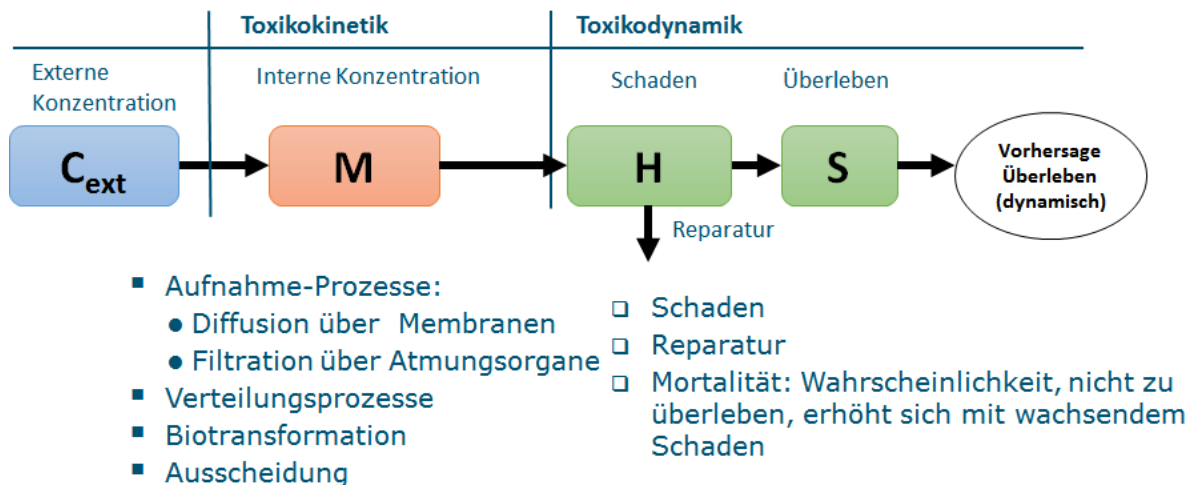 Toxikokinetik
Toxikodynamik
Externe
Konzentration
Interne Konzentration
Schaden
Überleben
Cext
M
H
S
Vorhersage
Überleben
(dynamisch)
Reparatur
▪ Aufnahme-Prozesse:
● Diffusion über Membranen
● Filtration über Atmungsorgane
▪ Verteilungsprozesse
▪ Biotransformation
▪ Ausscheidung
❑ Schaden
❑ Reparatur
❑ Mortalität: Wahrscheinlichkeit, nicht zu
überleben, erhöht sich mit wachsendem
Schaden